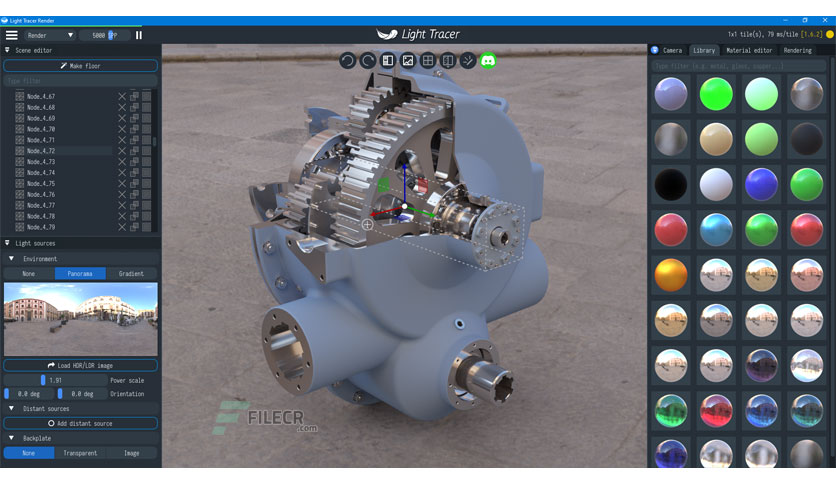 Light Tracer Render
Render
5000 SPP
Light Tracer
1x1 tile(s), 79 ms/tile [1.6.2]
Scene editor
Make floor
Type filter
Node_4_67
Node_4_68
Node_4_69
Node_4_70
Node_4_71
Node_4_72
Node_4_73
Node_4_74
Node_4_75
Node_4_76
Node_4_77
Node_4_78
Node_4_79
Light sources
Environment
None Panorama Gradient
Load HDR/LDR image
1.91 Power scale
0.0 deg 0.0 deg Orientation
Distant sources
Add distant source
Backplate
None Transparent Image
FILECR
.com
Camera Library Material editor Rendering
Type filter (e.g. metal, glass, copper, ...)